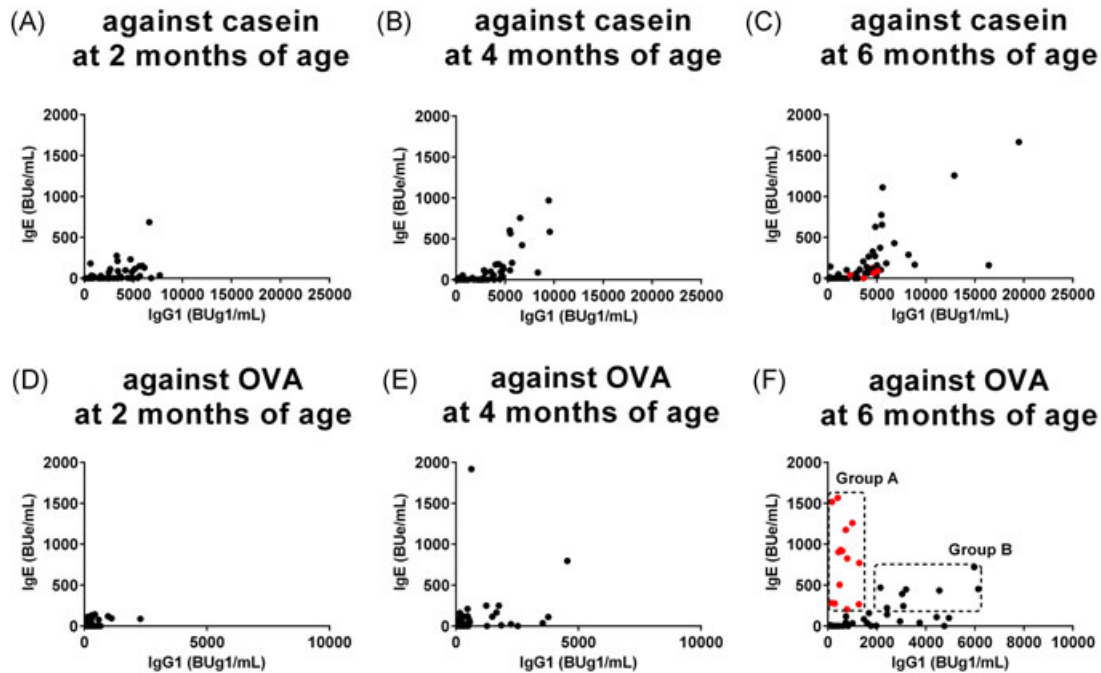 (A) against casein
at 2 months of age
2000
1500
1000
500
0
IgE (BUe/mL)
0 5000 10000 15000 20000 25000
IgG1 (BUg1/mL)
(B) against casein
at 4 months of age
2000
1500
1000
500
0
IgE (BUe/mL)
0 5000 10000 15000 20000 25000
IgG1 (BUg1/mL)
(C) against casein
at 6 months of age
2000
1500
1000
500
0
IgE (BUe/mL)
0 5000 10000 15000 20000 25000
IgG1 (BUg1/mL)
(D) against OVA
at 2 months of age
2000
1500
1000
500
0
IgE (BUe/mL)
0 5000 10000
IgG1 (BUg1/mL)
(E) against OVA
at 4 months of age
2000
1500
1000
500
0
IgE (BUe/mL)
0 5000 10000
IgG1 (BUg1/mL)
(F) against OVA
at 6 months of age
2000
1500
1000
500
0
IgE (BUe/mL)
Group A
Group B
0 2000 4000 6000 8000 10000
IgG1 (BUg1/mL)